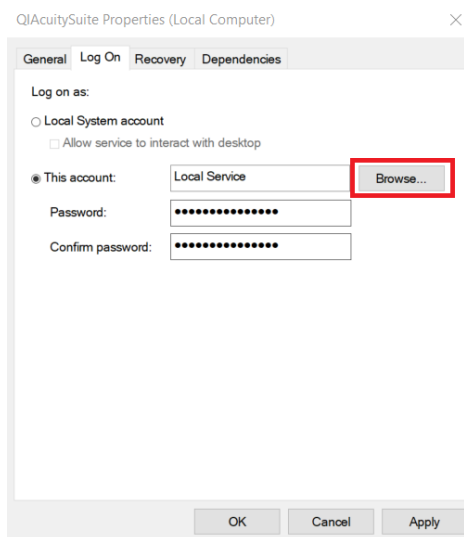 QIAcuitySuite Properties (Local Computer)
General Log On Recovery Dependencies
Log on as:
Local System account
Allow service to interact with desktop
This account: Local Service Browse...
Password: ●●●●●●●●●●●●●●●
Confirm password: ●●●●●●●●●●●●●●●
OK Cancel Apply